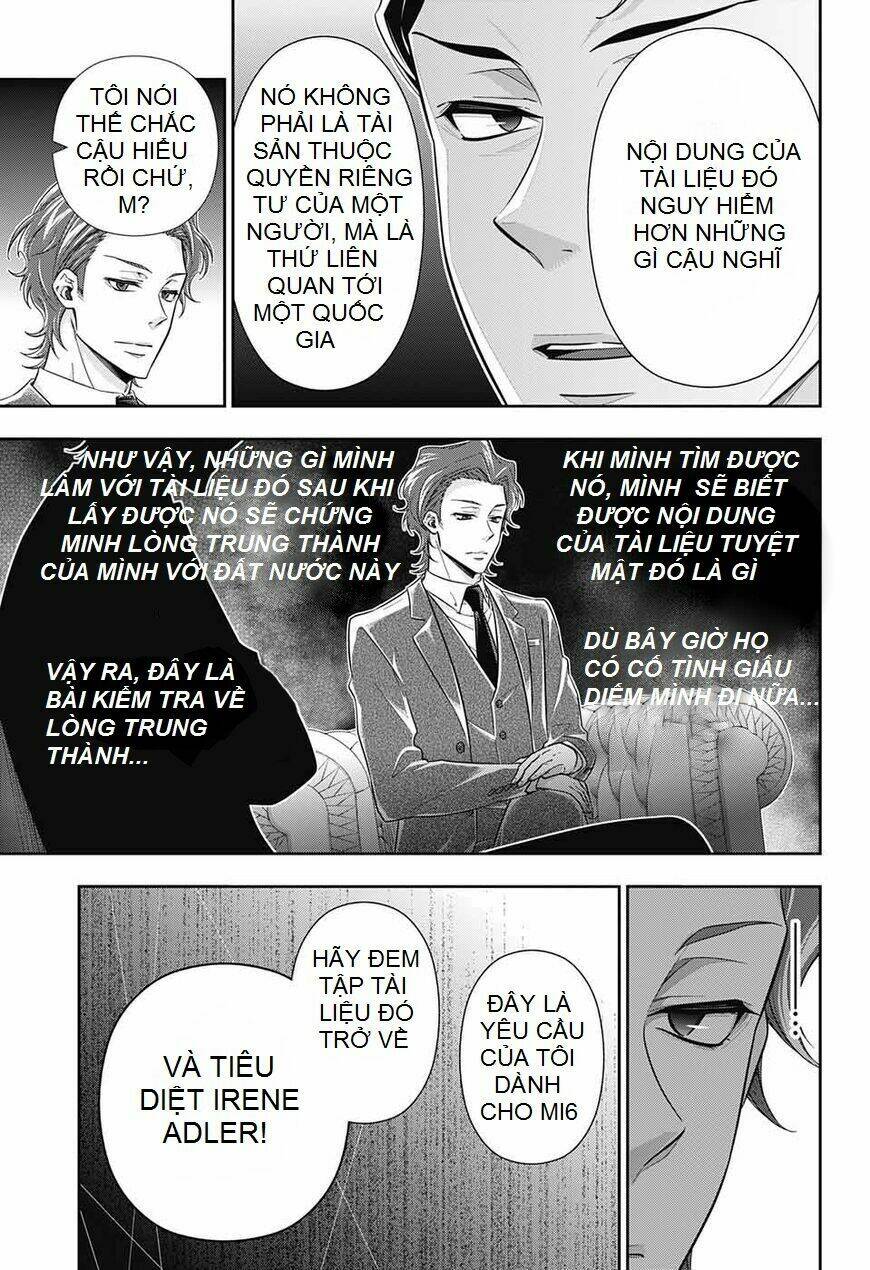 NỘI DUNG CỦA
TÀI LIỆU ĐÓ
NGUY HIỂM
HƠN NHỮNG
GÌ CẬU NGHĨ
NÓ KHÔNG
PHẢI LÀ TÀI
SẢN THUỘC
QUYỀN RIÊNG
TƯ CỦA MỘT
NGƯỜI, MÀ LÀ
THỨ LIÊN
QUAN TỚI
MỘT QUỐC
GIA
TÔI NÓI
THẾ CHẮC
CẬU HIỂU
RỒI CHỨ,
M?
KHI MÌNH TÌM ĐƯỢC
NÓ, MÌNH SẼ BIẾT
ĐƯỢC NỘI DUNG
CỦA TÀI LIỆU TUYỆT
MẬT ĐÓ LÀ GÌ
DÙ BÂY GIỜ HỌ
CÓ CÓ TÌNH GIẤU
DIẾM MÌNH ĐI NỮA...
NHƯ VẬY, NHỮNG GÌ MÌNH
LÀM VỚI TÀI LIỆU ĐÓ SAU KHI
LẤY ĐƯỢC NÓ SẼ CHỨNG
MINH LÒNG TRUNG THÀNH
CỦA MÌNH VỚI ĐẤT NƯỚC NÀY
VẬY RA, ĐÂY LÀ
BÀI KIỂM TRA VỀ
LÒNG TRUNG
THÀNH...
ĐÂY LÀ
YÊU CẦU
CỦA TÔI
DÀNH
CHO MI6
HÃY ĐEM
TẬP TÀI
LIỆU ĐÓ
TRỞ VỀ
VÀ TIÊU
DIỆT IRENE
ADLER!